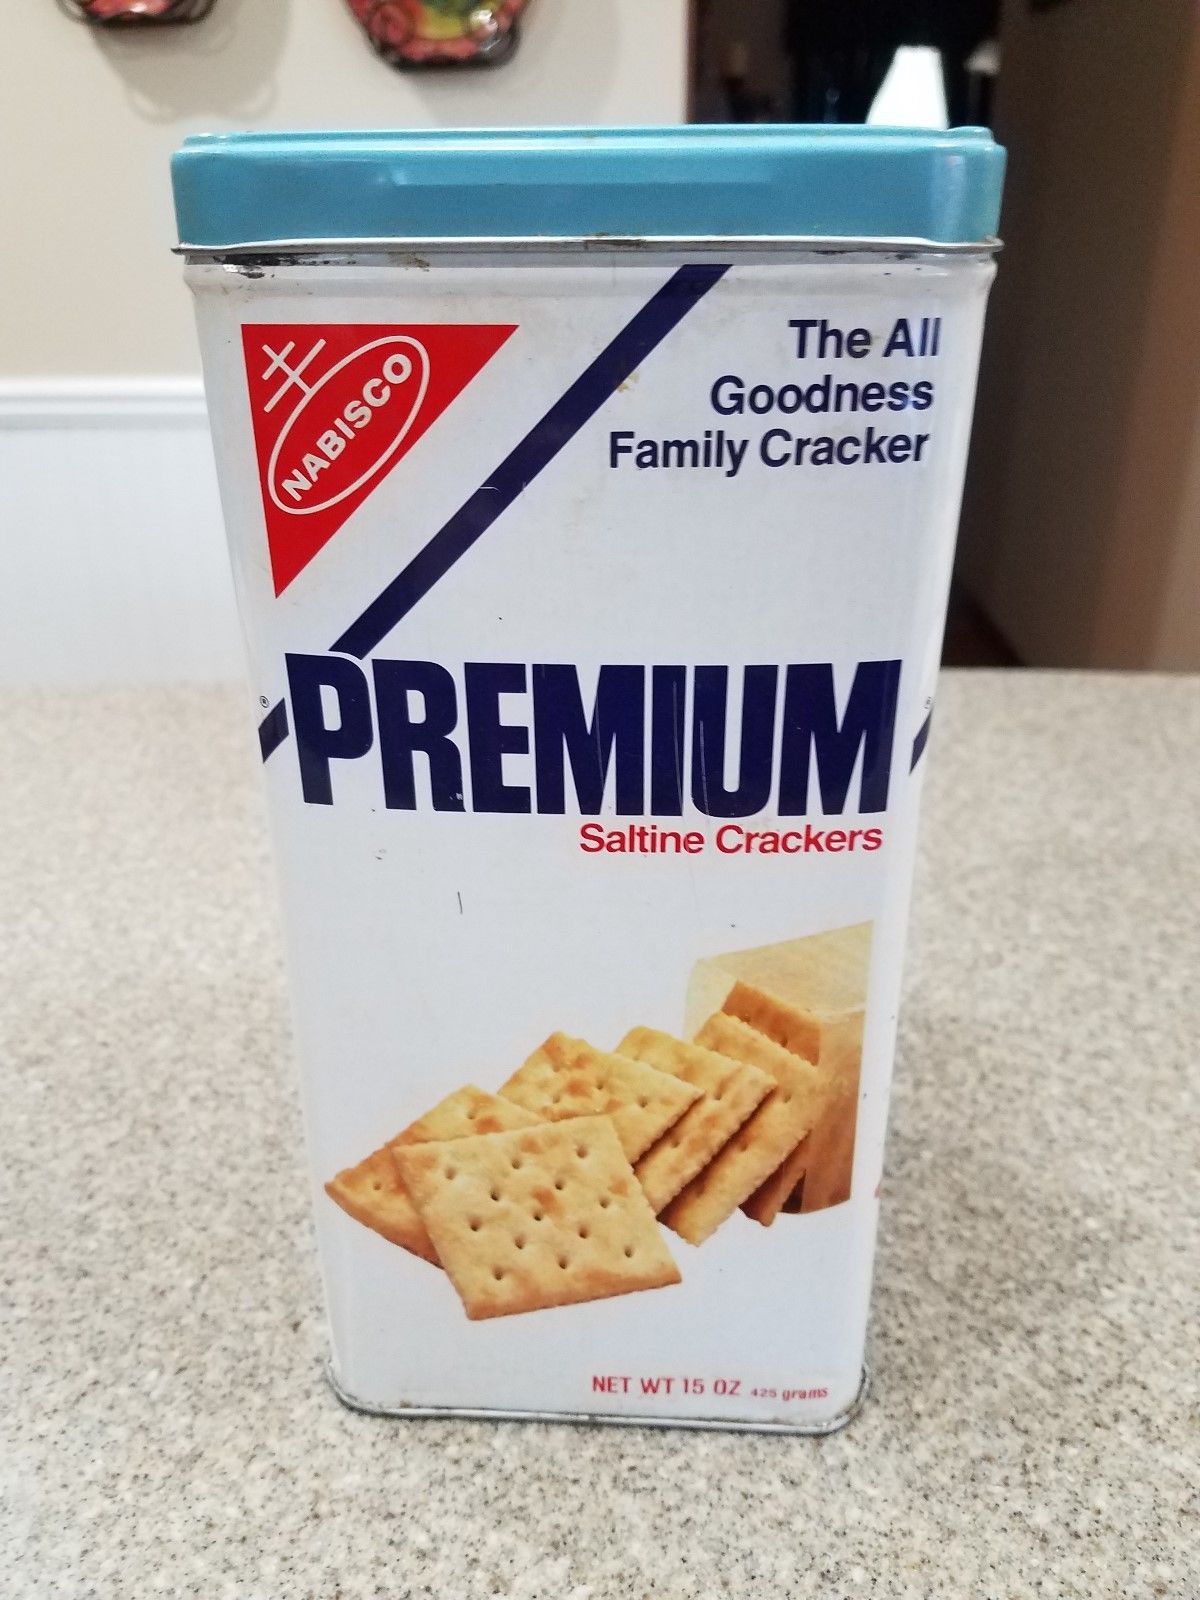 NABISCO
The All
Goodness
Family Cracker
PREMIUM
Saltine Crackers
NET WT 15 OZ 425 grams